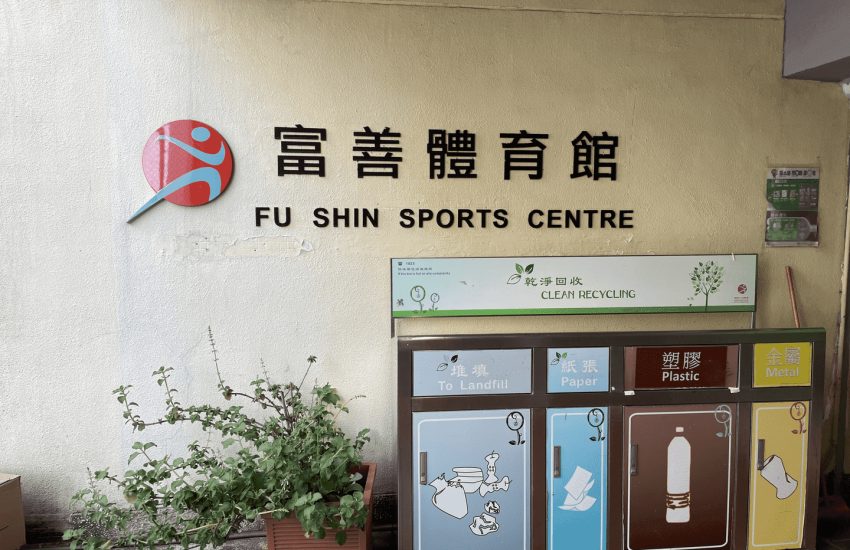 富善體育館
FU SHIN SPORTS CENTRE
1823
乾淨回收
CLEAN RECYCLING
堆填
To Landfill
紙張
Paper
塑膠
Plastic
金屬
Metal